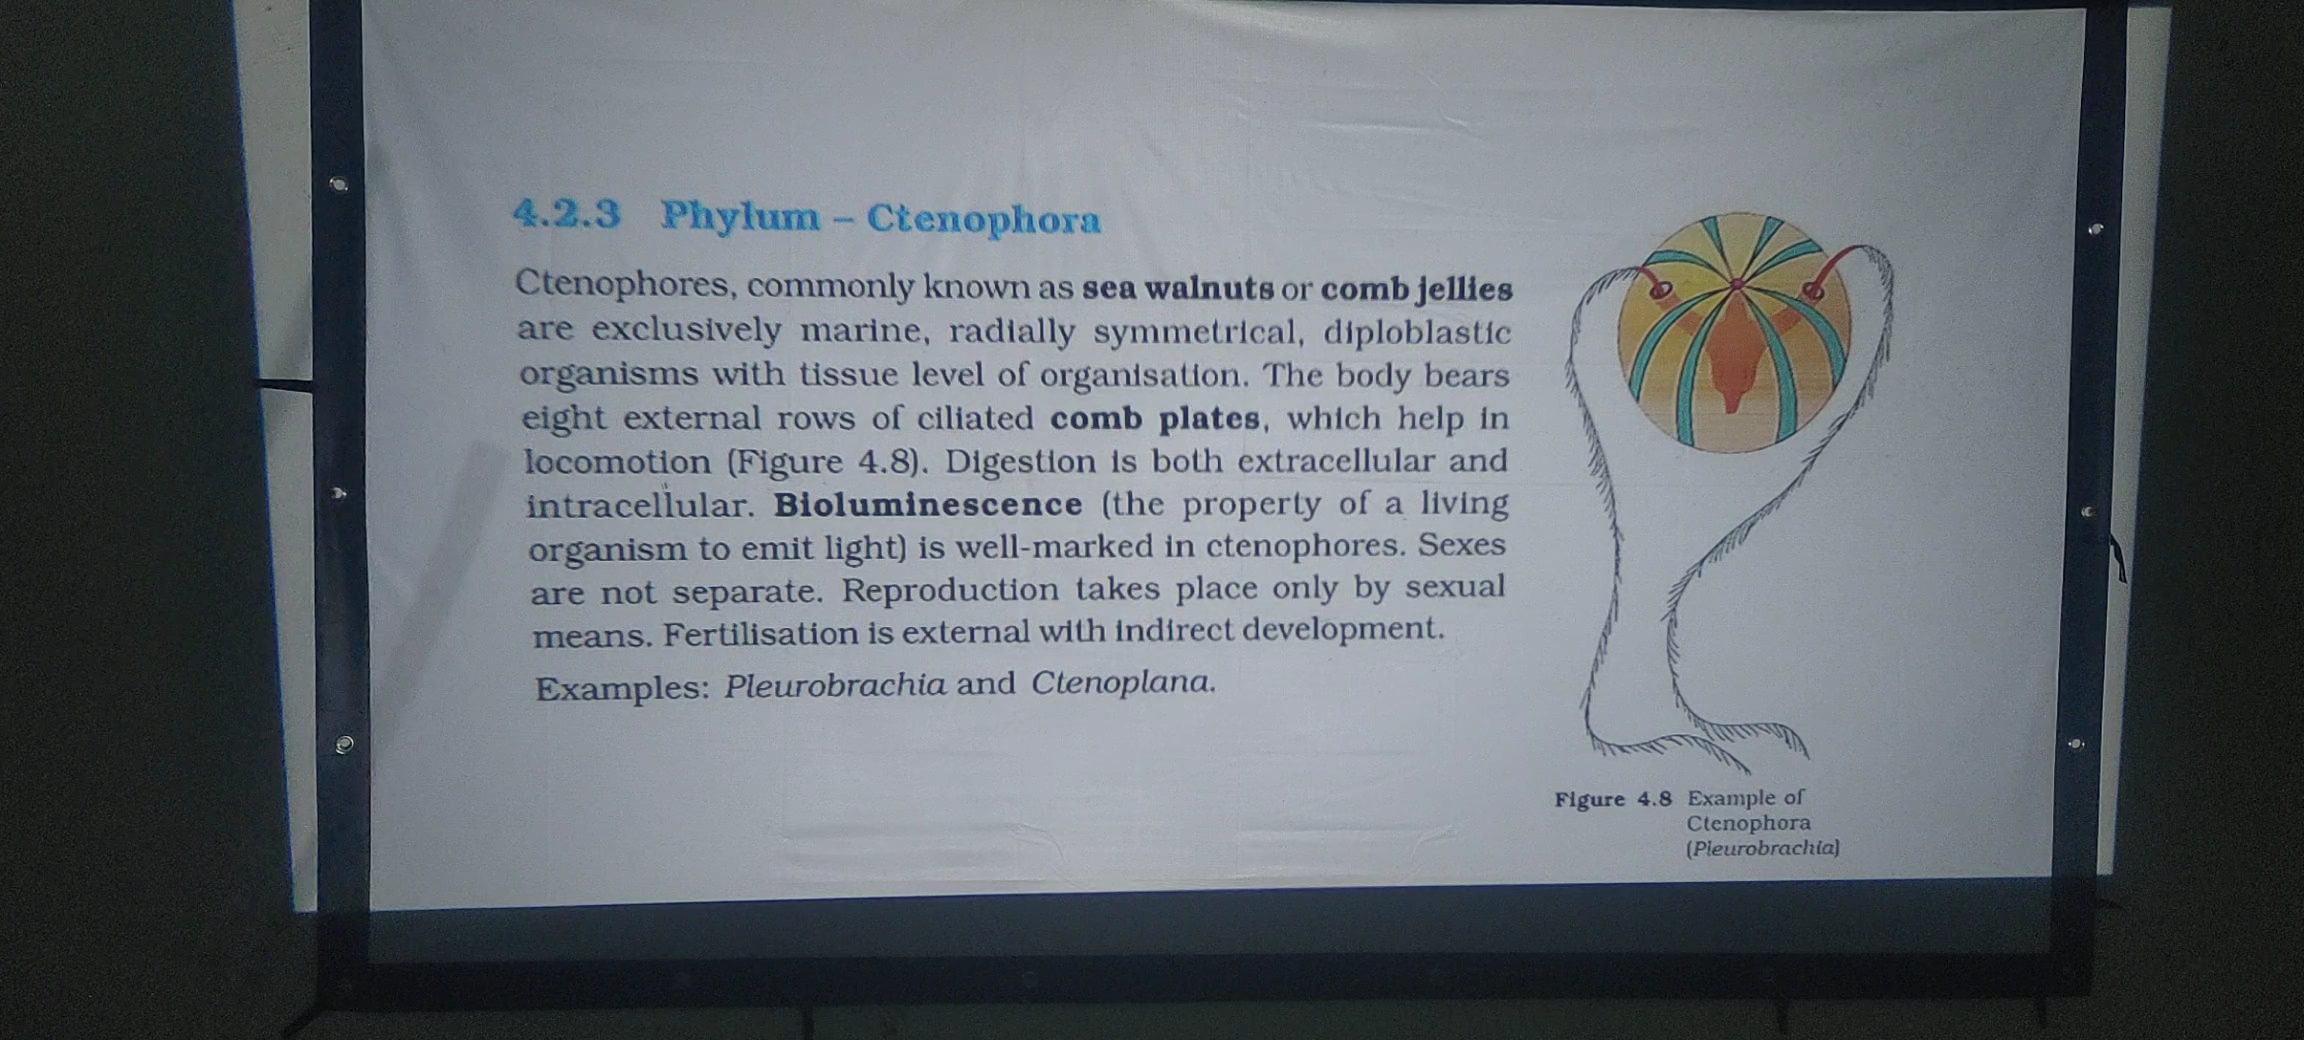 4.2.3 Phylum – Ctenophora
Ctenophores, commonly known as sea walnuts or comb jellies
are exclusively marine, radially symmetrical, diploblastic
organisms with tissue level of organisation. The body bears
eight external rows of ciliated comb plates, which help in
locomotion (Figure 4.8). Digestion is both extracellular and
intracellular. Bioluminescence (the property of a living
organism to emit light) is well-marked in ctenophores. Sexes
are not separate. Reproduction takes place only by sexual
means. Fertilisation is external with indirect development.
Examples: Pleurobrachia and Ctenoplana.
Figure 4.8 Example of
Ctenophora
(Pleurobrachia)